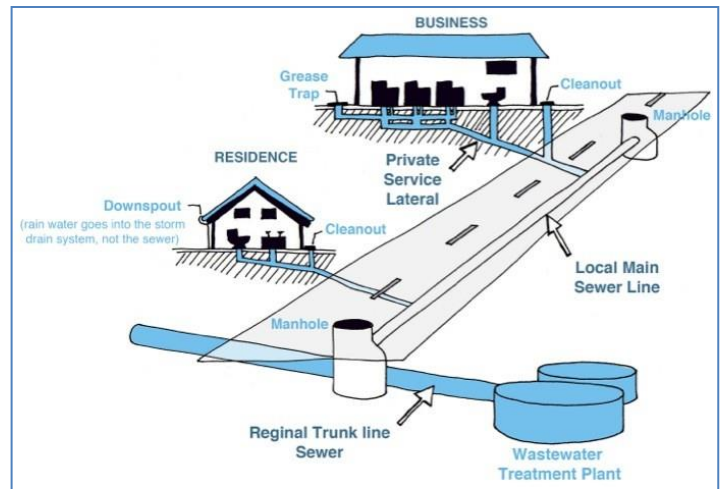 BUSINESS
Grease
Trap
Cleanout
Manhole
Private
Service
Lateral
RESIDENCE
Downspout
(rain water goes into the storm
drain system, not the sewer)
Cleanout
Local Main
Sewer Line
Manhole
Reginal Trunk line
Sewer
Wastewater
Treatment Plant